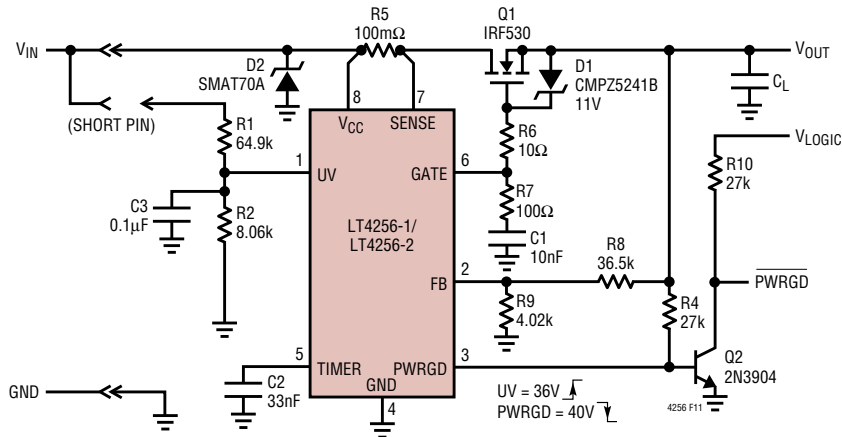 R5
100mΩ
Q1
IRF530
VIN
VOUT
D2
SMAT70A
D1
CMPZ5241B
11V
CL
(SHORT PIN)
8
7
VCC
SENSE
R1
64.9k
R6
10Ω
VLOGIC
1
UV
GATE
6
R10
27k
R7
100Ω
C3
0.1µF
R2
8.06k
LT4256-1/
LT4256-2
C1
10nF
R8
36.5k
2
FB
PWRGD
R9
4.02k
R4
27k
5
TIMER
PWRGD
3
Q2
2N3904
GND
C2
33nF
GND
4
UV = 36V
PWRGD = 40V
4256 F11